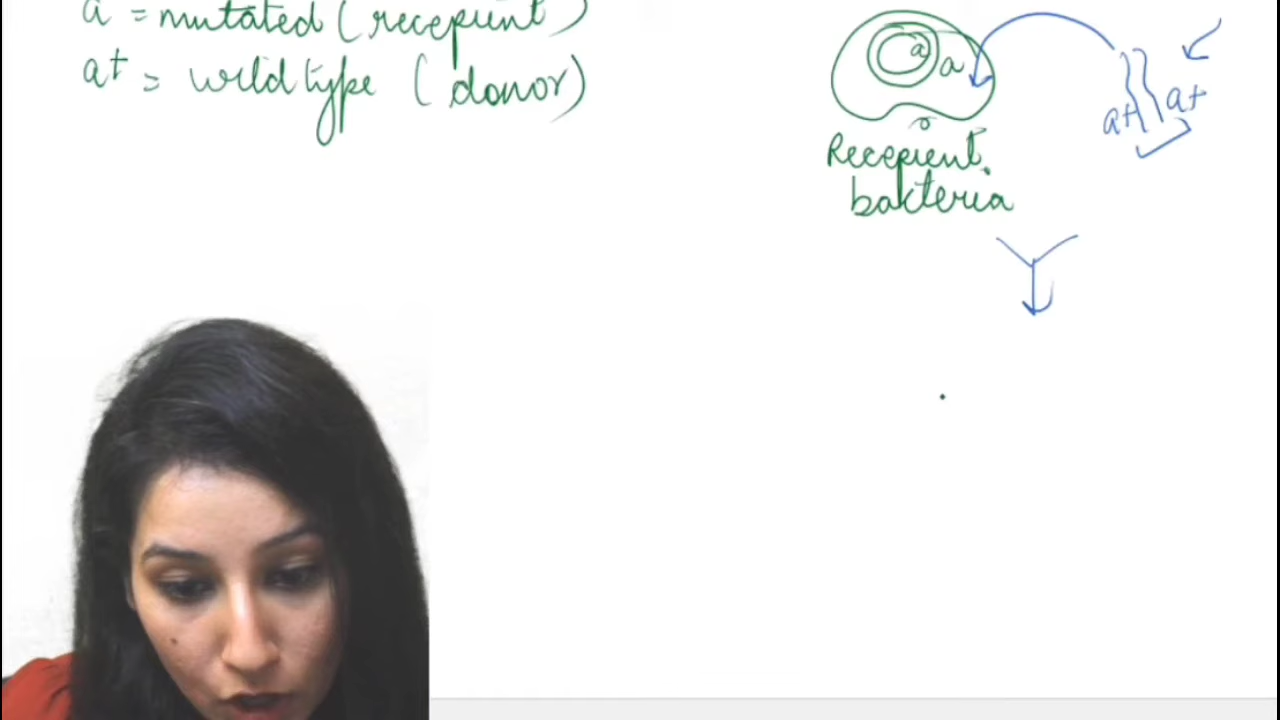 a = mutated (recepient)
a+ = wild type (donor)
a
a
a+
a+
Recepient
bakteria